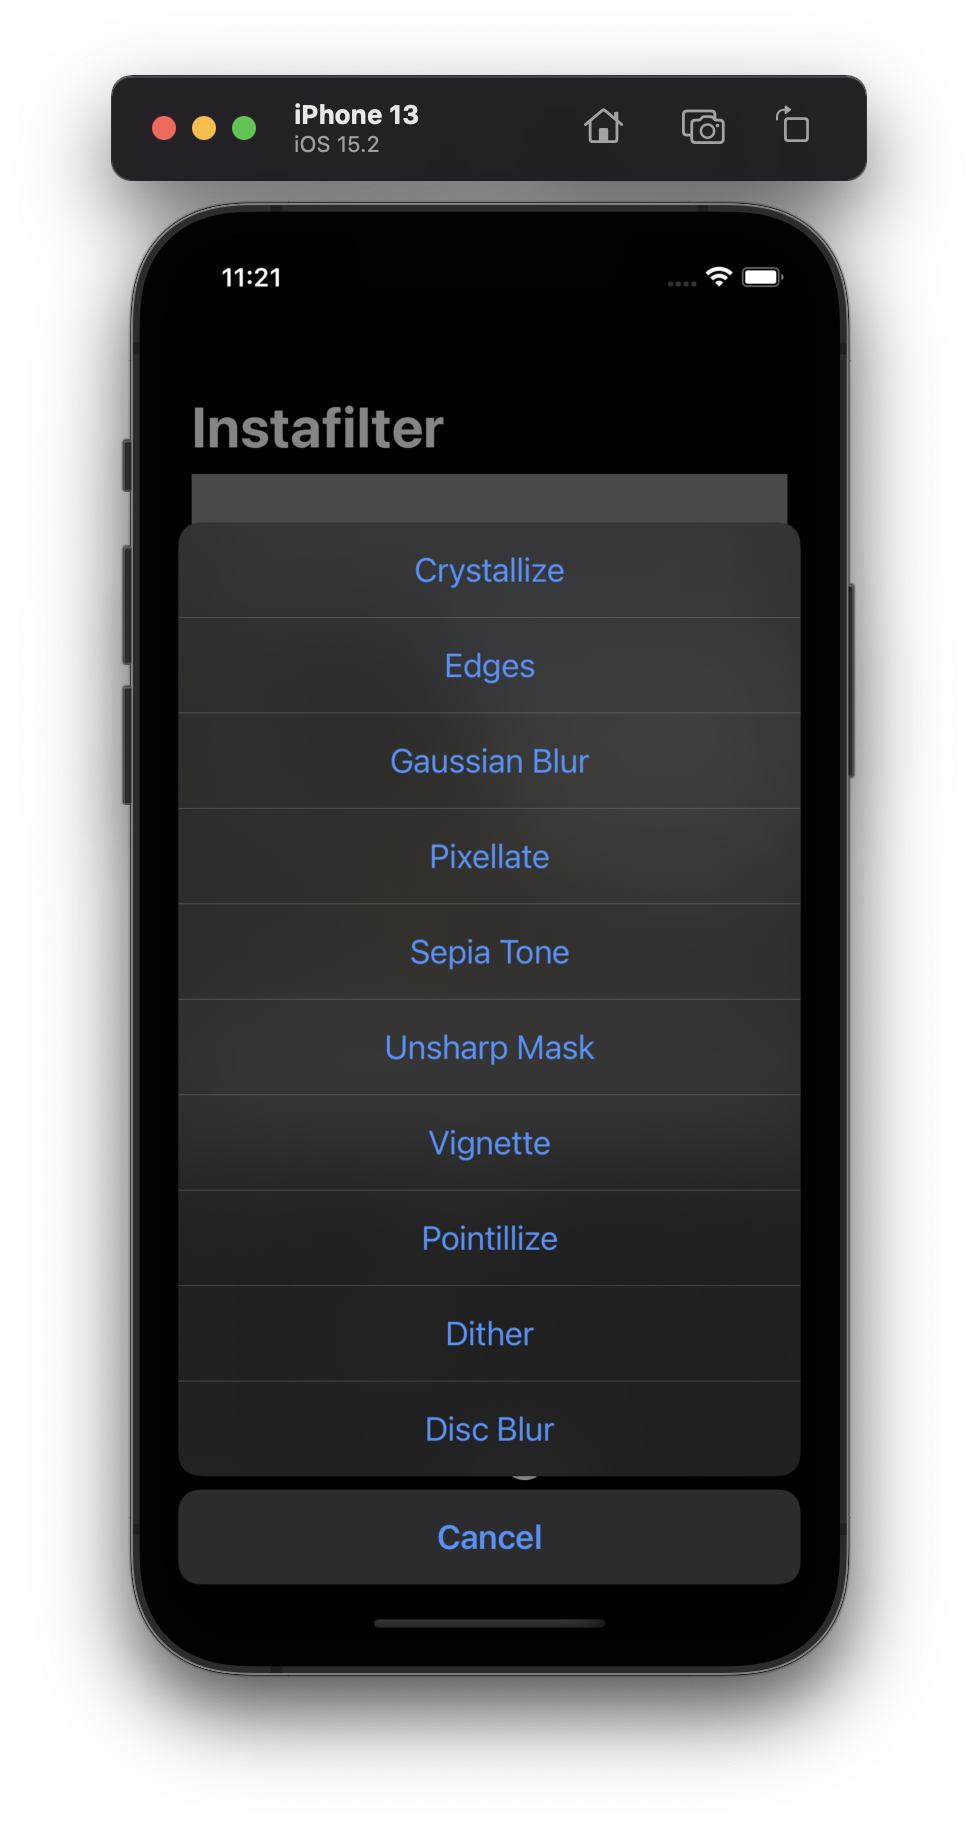 iPhone 13
iOS 15.2
11:21
Instafilter
Crystallize
Edges
Gaussian Blur
Pixellate
Sepia Tone
Unsharp Mask
Vignette
Pointillize
Dither
Disc Blur
Cancel